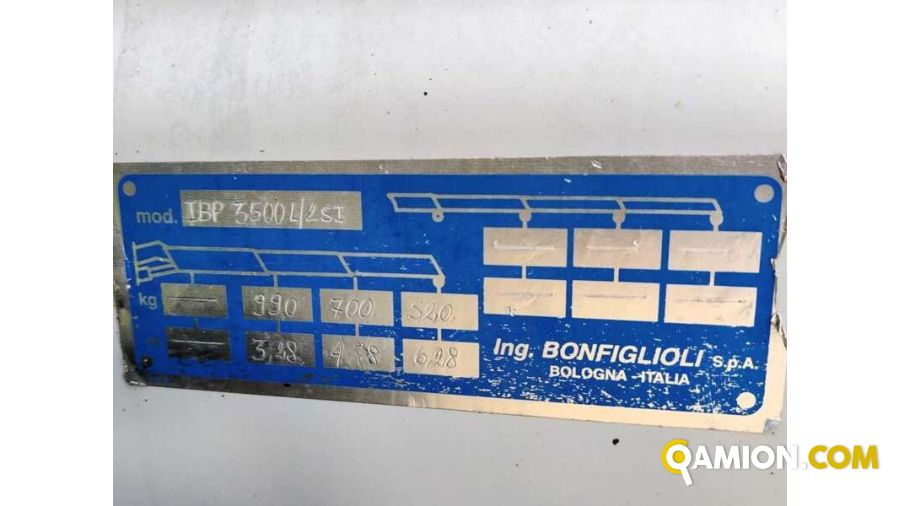 mod. IBP 3500L/2SI
kg 990 700 520
m 3,28 4,78 6,28
Ing. BONFIGLIOLI S.p.A.
BOLOGNA - ITALIA
QAMION.COM